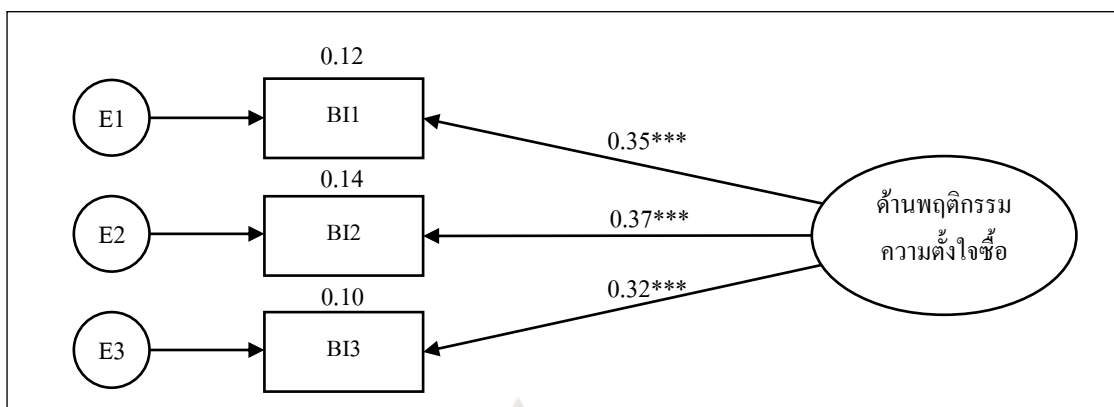 0.12
E1
BI1
0.35***
0.14
E2
BI2
0.37***
ด้านพฤติกรรม
ความตั้งใจซื้อ
0.10
0.32***
E3
BI3